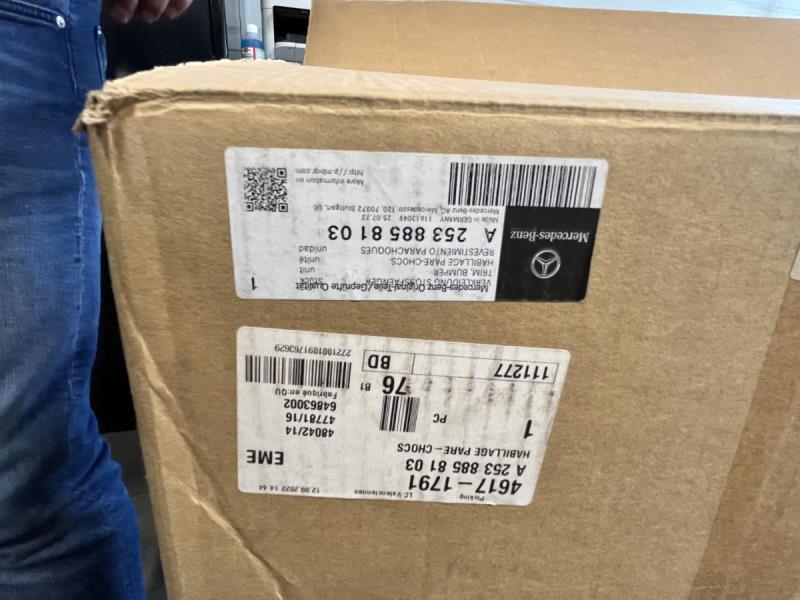 Mercedes-Benz
Mercedes-Benz Original-Teile/Geprüfte Qualität
VERKLEIDUNG STOSSFAENGER
Stück
TRIM, BUMPER
unit
HABILLAGE PARE-CHOCS
unité
REVESTIMIENTO PARACHOQUES
unidad
1
A 253 885 81 03
Made in GERMANY 11613049 25.07.22
Mercedes-Benz AG, Mercedesstr. 120, 70372 Stuttgart, DE
More information on
http://p.mb-qr.com
Picking
LC Valenciennes
12.09.2022 14:44
4617-1791
A 253 885 81 03
HABILLAGE PARE-CHOCS
EME
1
PC
48042/14
47781/16
64863002
Fabriqué en:QU
76 B1
111277
BD
2721001091763629